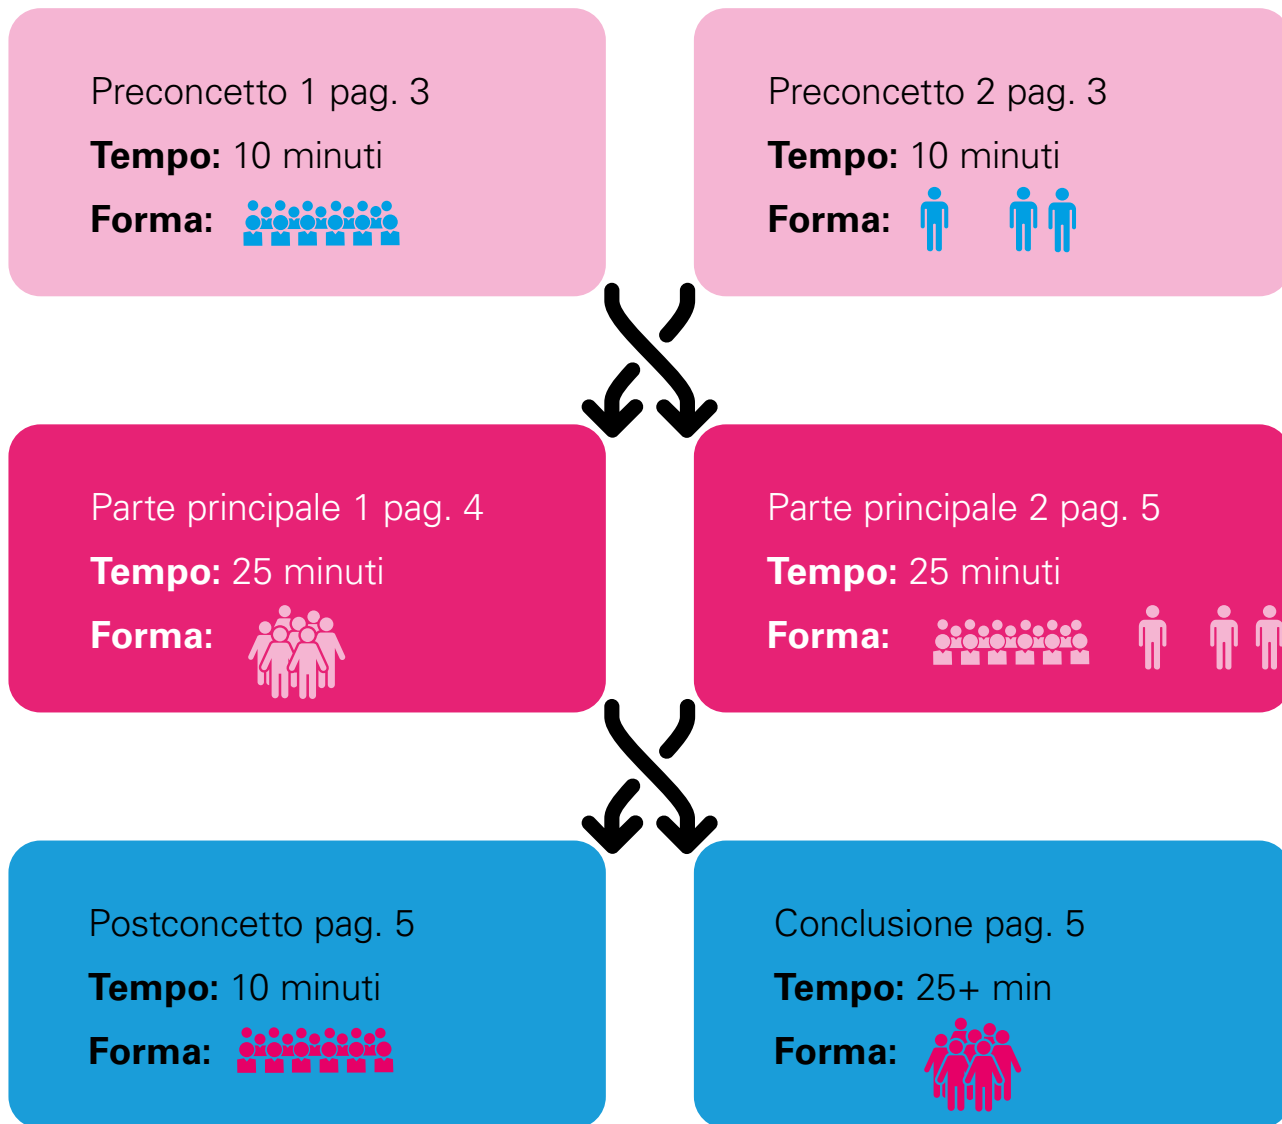 Preconcetto 1 pag. 3
Tempo: 10 minuti
Forma:
Preconcetto 2 pag. 3
Tempo: 10 minuti
Forma:
Parte principale 1 pag. 4
Tempo: 25 minuti
Forma:
Parte principale 2 pag. 5
Tempo: 25 minuti
Forma:
Postconcetto pag. 5
Tempo: 10 minuti
Forma:
Conclusione pag. 5
Tempo: 25+ min
Forma: